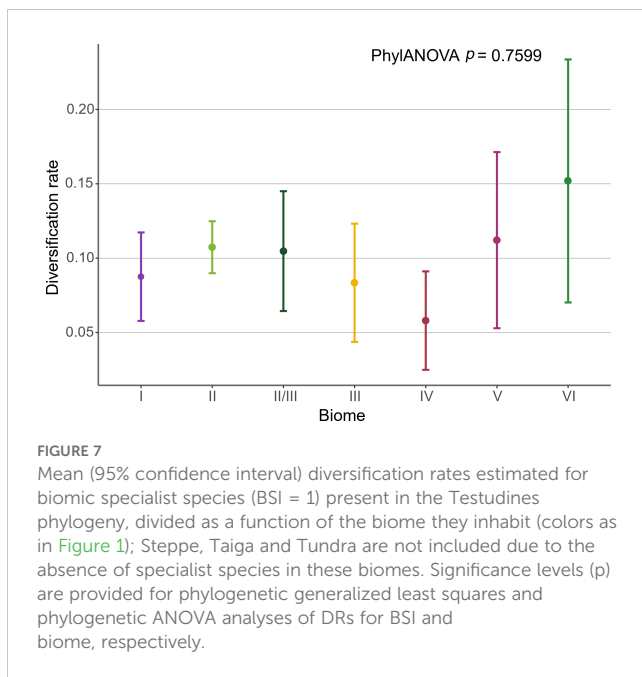 PhylANOVA p = 0.7599
0.20
0.15
0.10
0.05
Diversification rate
I II II/III III IV V VI
Biome
FIGURE 7
Mean (95% confidence interval) diversification rates estimated for
biomic specialist species (BSI = 1) present in the Testudines
phylogeny, divided as a function of the biome they inhabit (colors as
in Figure 1); Steppe, Taiga and Tundra are not included due to the
absence of specialist species in these biomes. Significance levels (p)
are provided for phylogenetic generalized least squares and
phylogenetic ANOVA analyses of DRs for BSI and
biome, respectively.